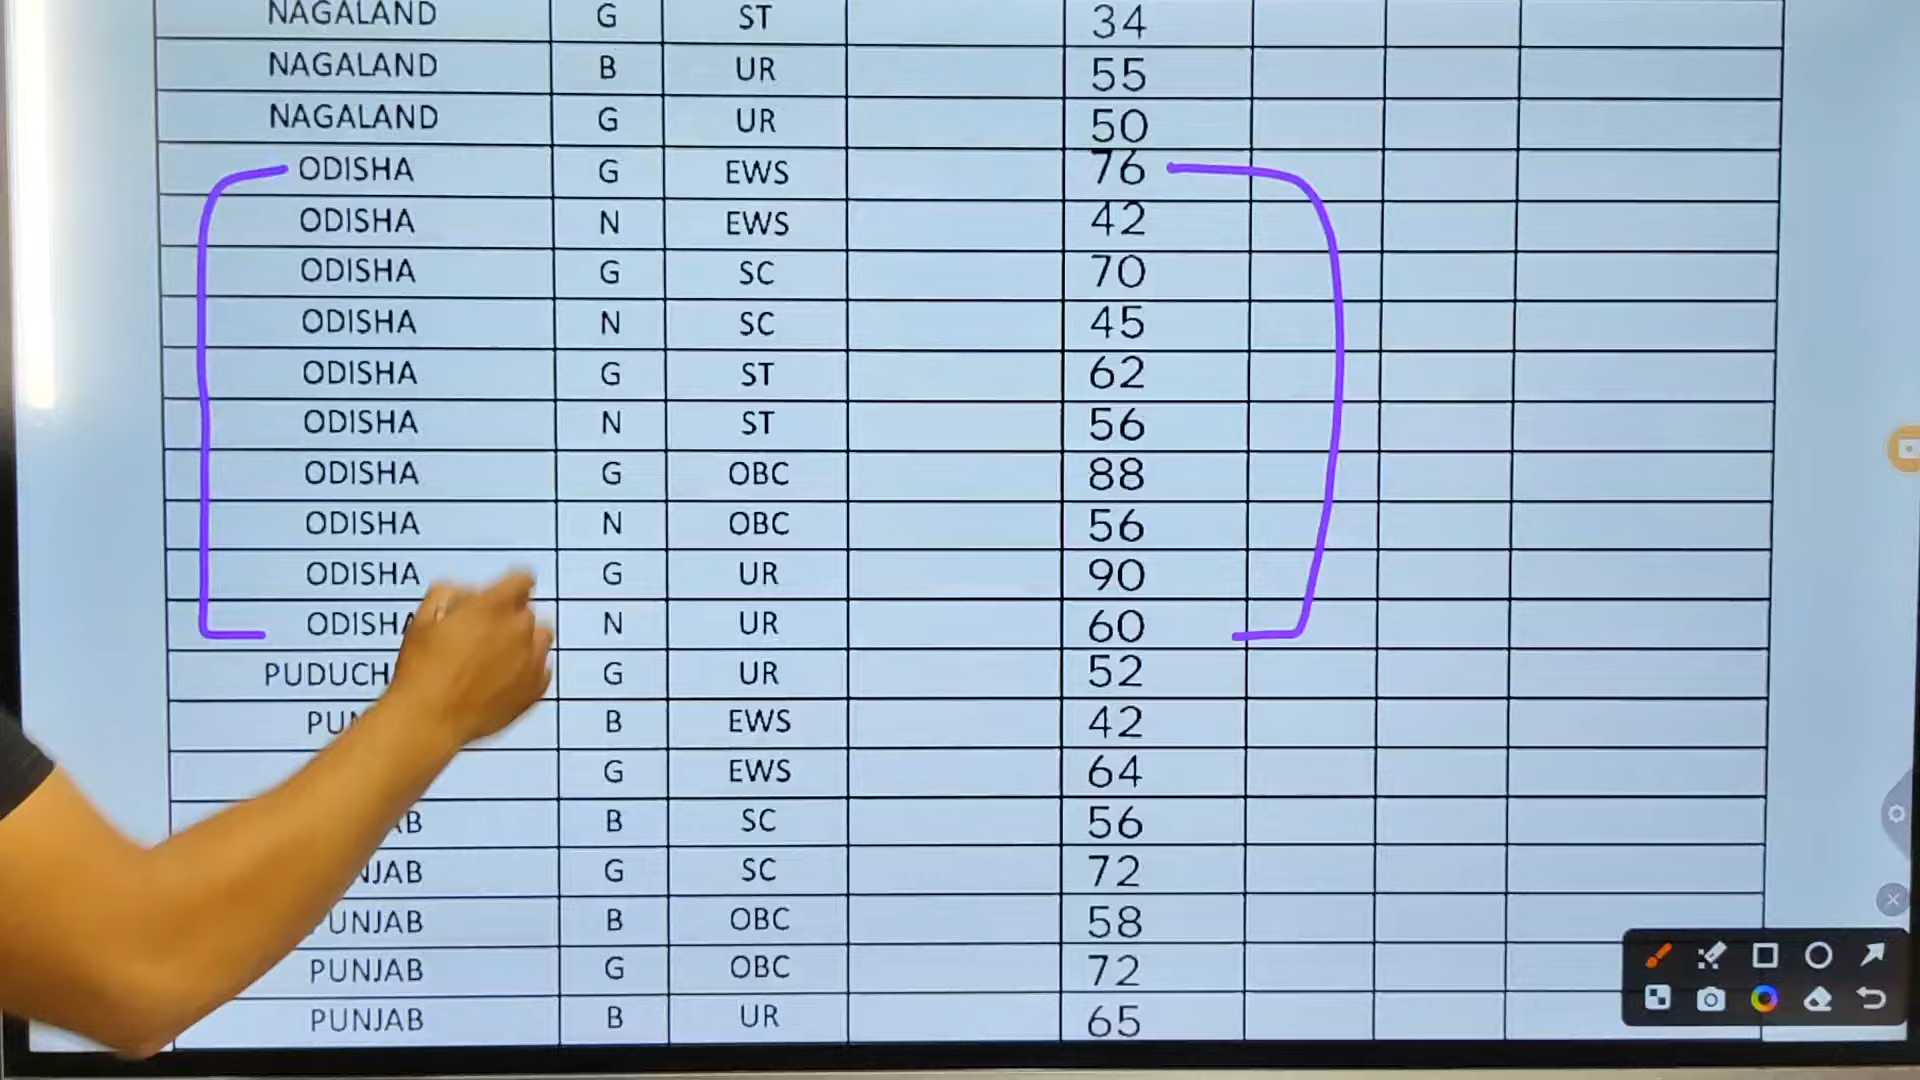 NAGALAND G ST 34
NAGALAND B UR 55
NAGALAND G UR 50
ODISHA G EWS 76
ODISHA N EWS 42
ODISHA G SC 70
ODISHA N SC 45
ODISHA G ST 62
ODISHA N ST 56
ODISHA G OBC 88
ODISHA N OBC 56
ODISHA G UR 90
ODISHA N UR 60
G UR 52
B EWS 42
G EWS 64
B SC 56
G SC 72
B OBC 58
PUNJAB G OBC 72
PUNJAB B UR 65